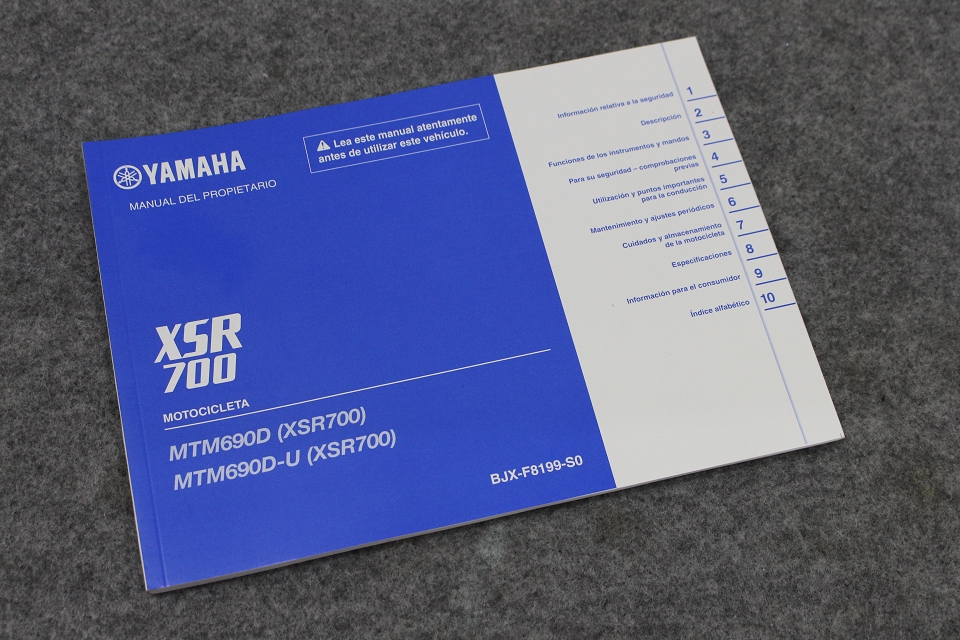 YAMAHA
MANUAL DEL PROPIETARIO
Lea este manual atentamente
antes de utilizar este vehículo.
XSR
700
MOTOCICLETA
MTM690D (XSR700)
MTM690D-U (XSR700)
BJX-F8199-S0
Información relativa a la seguridad 1
Descripción 2
Funciones de los instrumentos y mandos 3
Para su seguridad – comprobaciones 4
previas
Utilización y puntos importantes 5
para la conducción
Mantenimiento y ajustes periódicos 6
Cuidados y almacenamiento 7
de la motocicleta
Especificaciones 8
Información para el consumidor 9
Índice alfabético 10